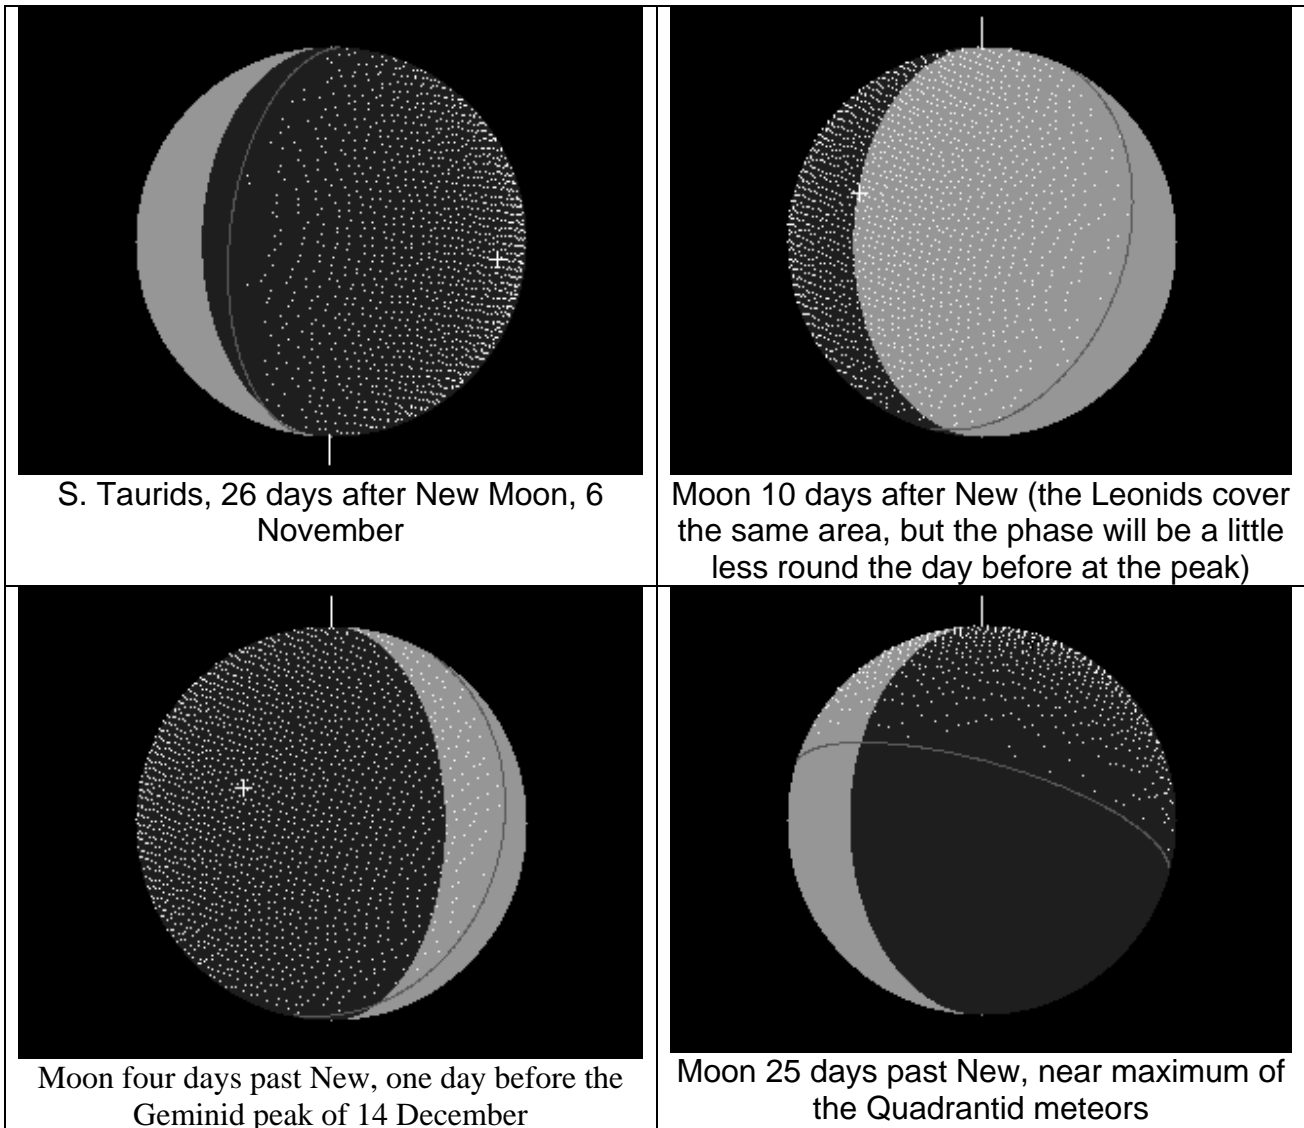 S. Taurids, 26 days after New Moon, 6
November
Moon 10 days after New (the Leonids cover
the same area, but the phase will be a little
less round the day before at the peak)
Moon four days past New, one day before the
Geminid peak of 14 December
Moon 25 days past New, near maximum of
the Quadrantid meteors